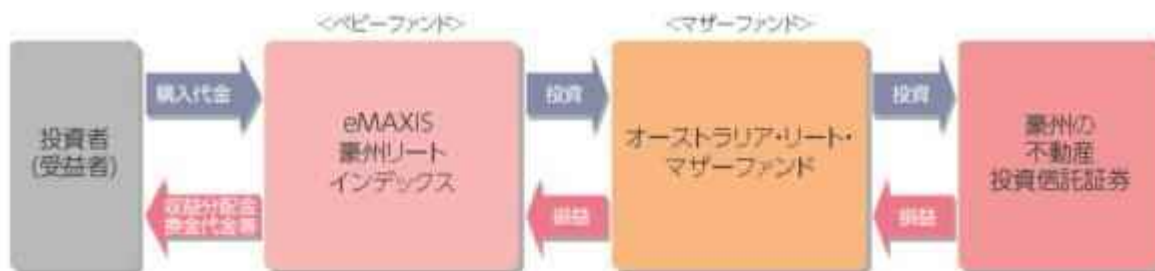 <ベビーファンド>
<マザーファンド>
投資者
(受益者)
購入代金
収益分配金
換金代金等
eMAXIS
豪州リート
インデックス
投資
損益
オーストラリア・リート・
マザーファンド
投資
損益
豪州の
不動産
投資信託証券